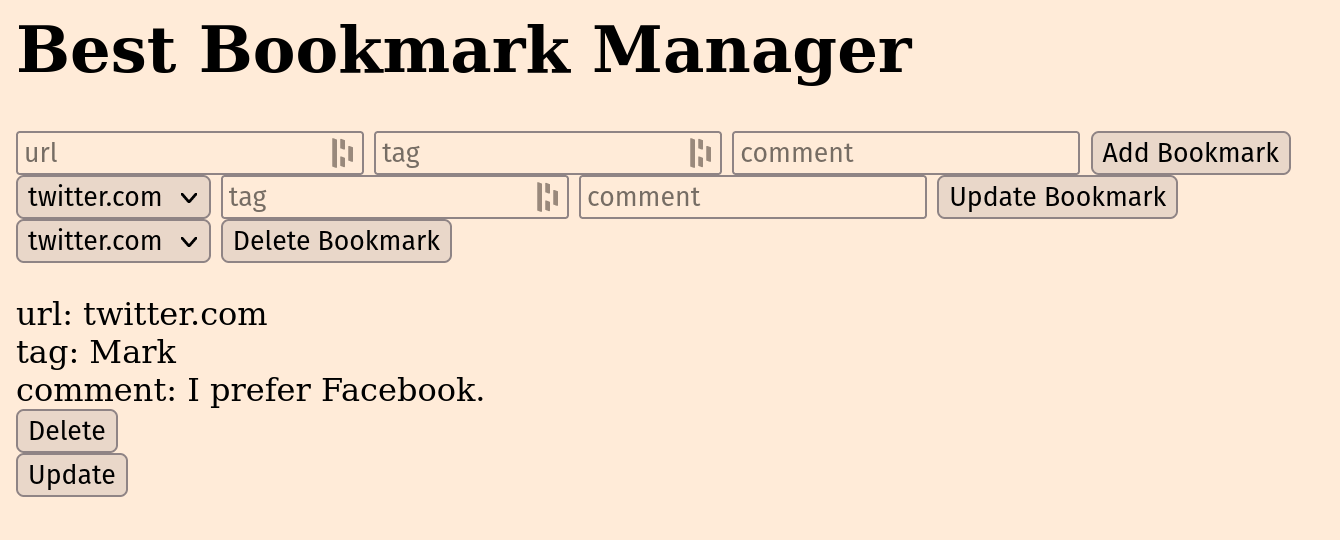 Best Bookmark Manager
url tag comment Add Bookmark
twitter.com tag comment Update Bookmark
twitter.com Delete Bookmark
url: twitter.com
tag: Mark
comment: I prefer Facebook.
Delete
Update